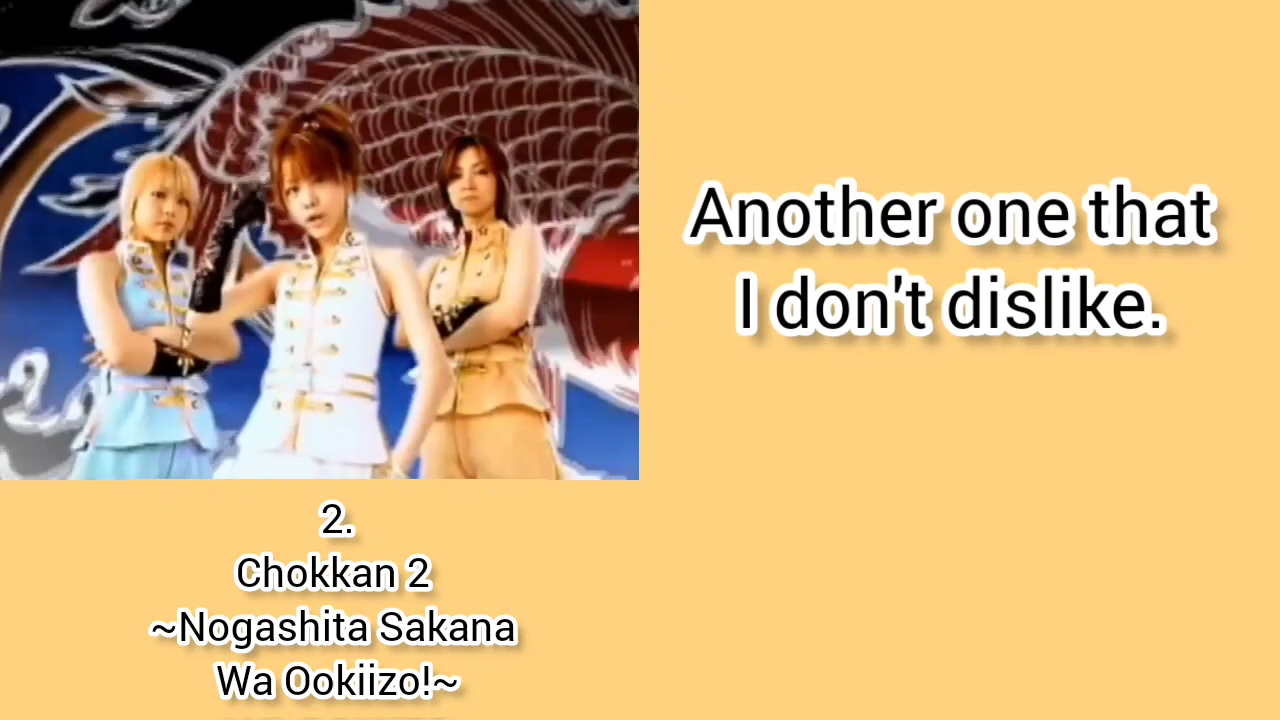 Another one that
I don't dislike.
2.
Chokkan 2
~Nogashita Sakana
Wa Ookiizo!~